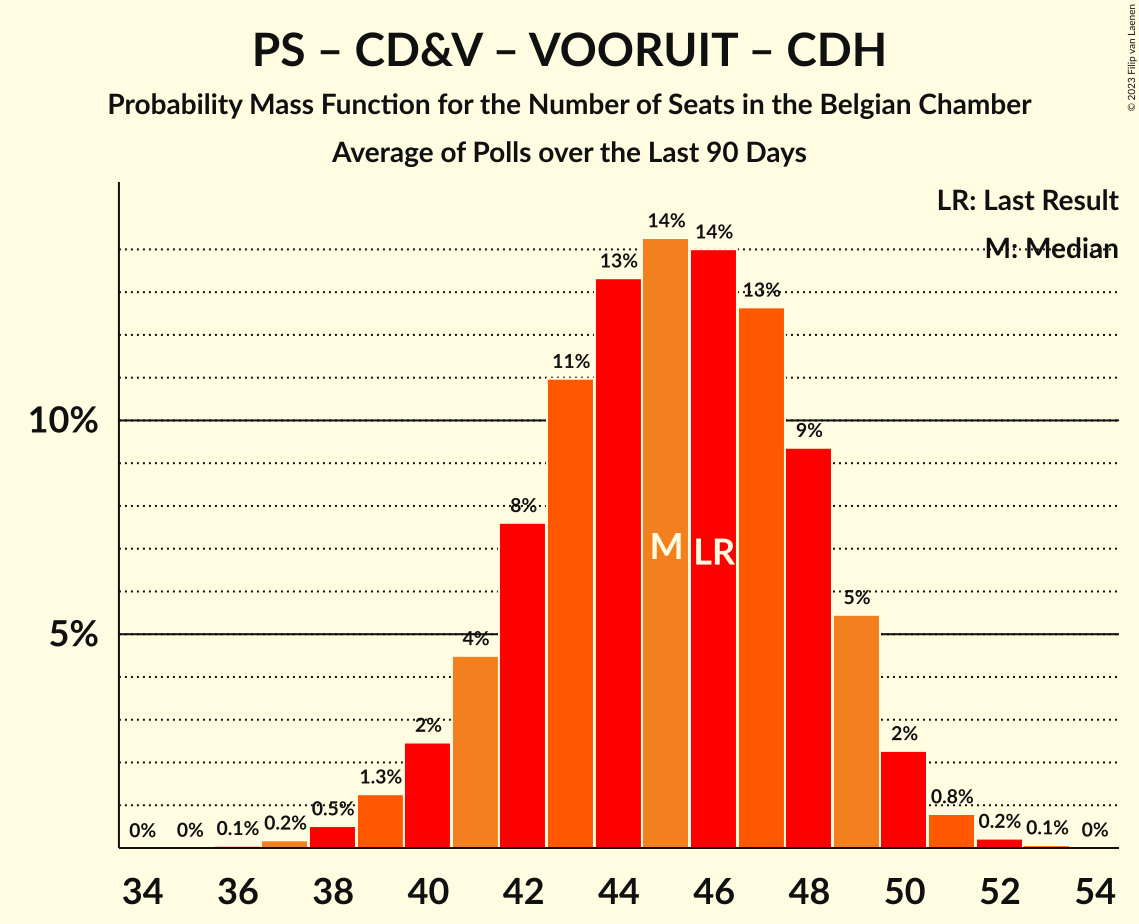 PS – CD&V – VOORUIT – CDH
Probability Mass Function for the Number of Seats in the Belgian Chamber
Average of Polls over the Last 90 Days
© 2023 Filip van Laenen
LR: Last Result
M: Median
10%
5%
0%
0%
0.1%
0.2%
0.5%
1.3%
2%
4%
8%
11%
13%
14%
14%
13%
9%
5%
2%
0.8%
0.2%
0.1%
0%
M
LR
34 36 38 40 42 44 46 48 50 52 54